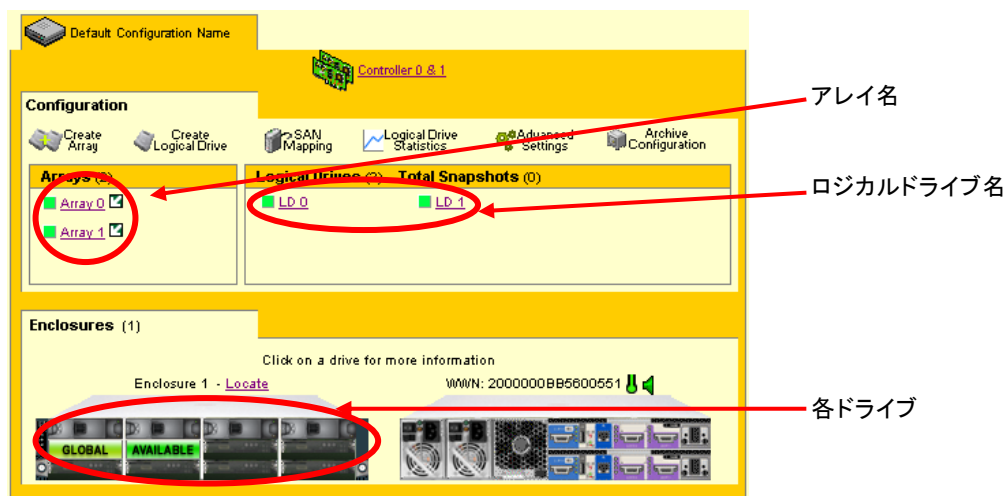 Default Configuration Name
Controller 0 & 1
Configuration
アレイ名
Create Array
Create Logical Drive
SAN Mapping
Logical Drive Statistics
Advanced Settings
Archive Configuration
Arrays (2)
Logical Drives (2) Total Snapshots (0)
ロジカルドライブ名
Array 0
LD 0
LD 1
Array 1
Enclosures (1)
Click on a drive for more information
Enclosure 1 - Locate
WWN: 2000000BB5600551
各ドライブ
GLOBAL
AVAILABLE